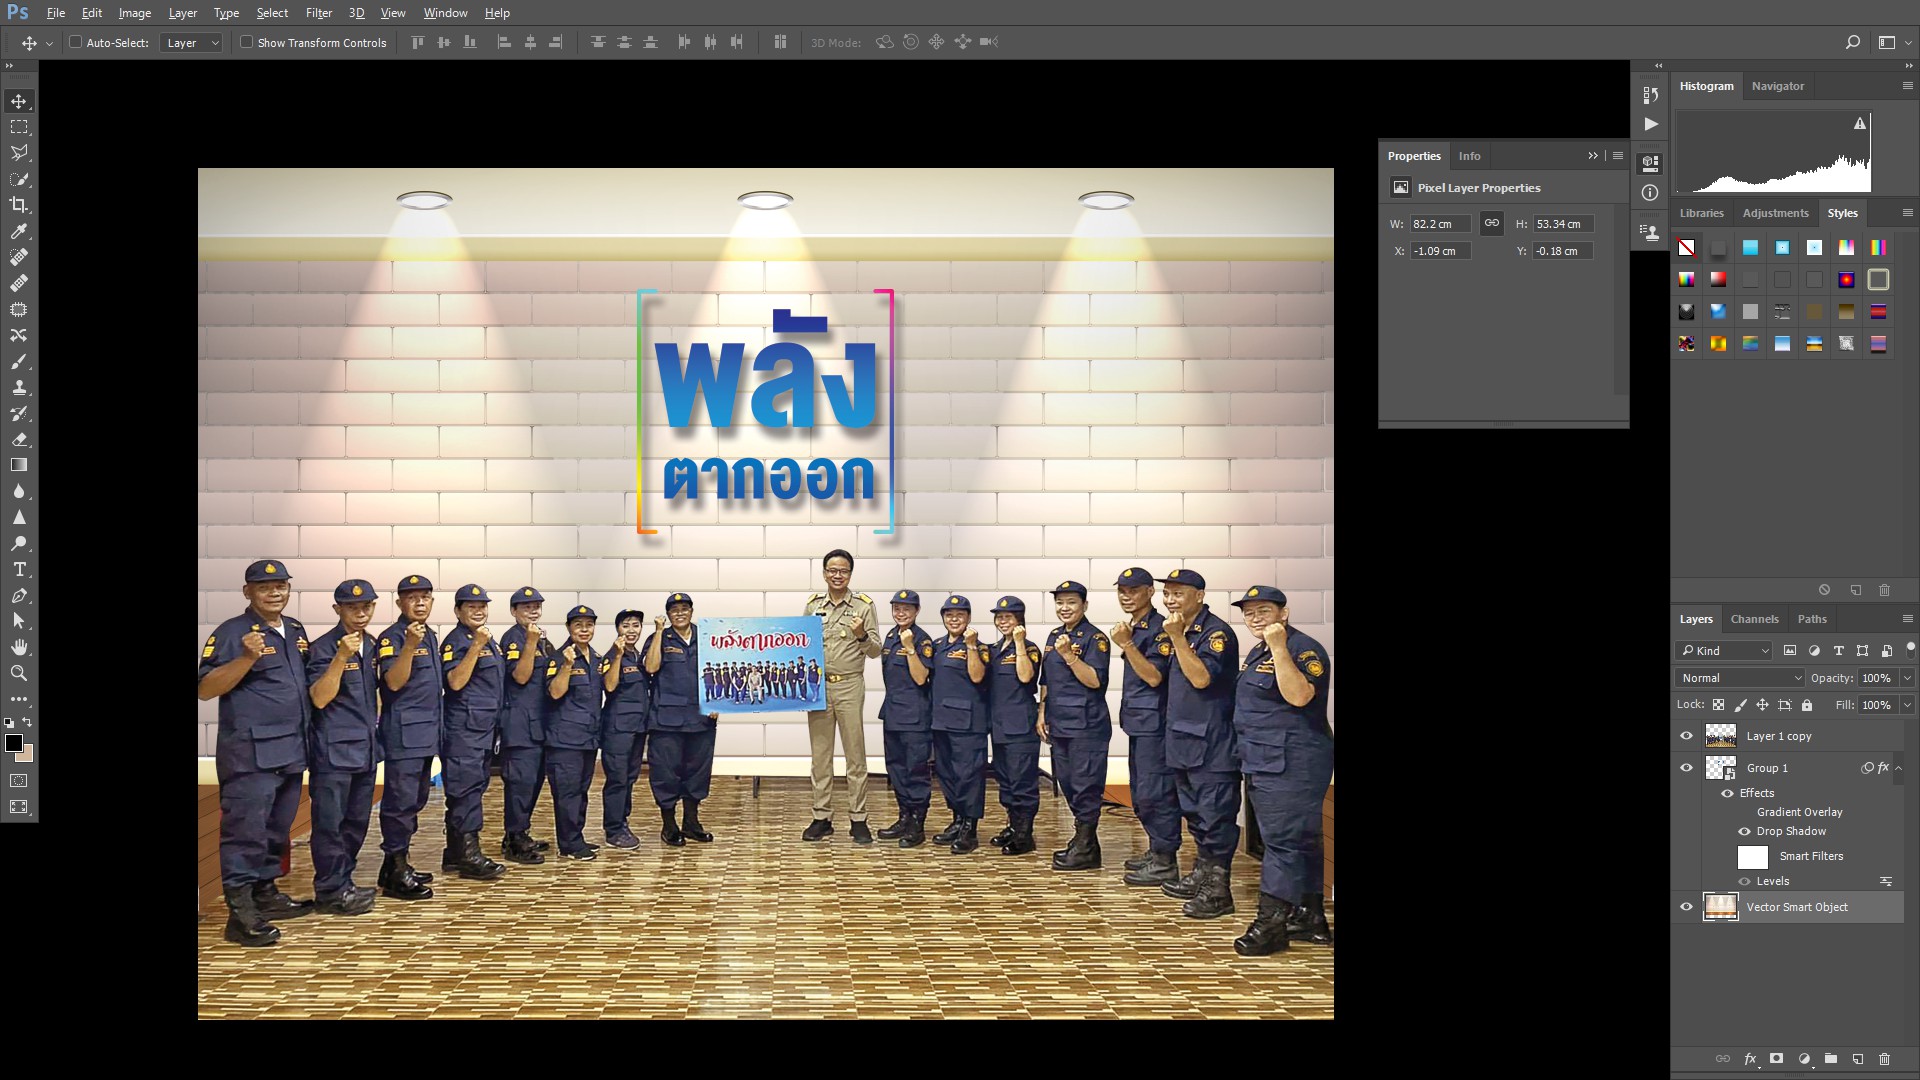 Ps File Edit Image Layer Type Select Filter 3D View Window Help
Auto-Select: Layer Show Transform Controls 3D Mode:
Histogram Navigator
Properties Info
Pixel Layer Properties
W: 82.2 cm H: 53.34 cm
X: -1.09 cm Y: -0.18 cm
Libraries Adjustments Styles
พลัง
ตากออก
พลังตากออก
Layers Channels Paths
Kind
Normal Opacity: 100%
Lock: Fill: 100%
Layer 1 copy
Group 1 fx
Effects
Gradient Overlay
Drop Shadow
Smart Filters
Levels
Vector Smart Object
fx